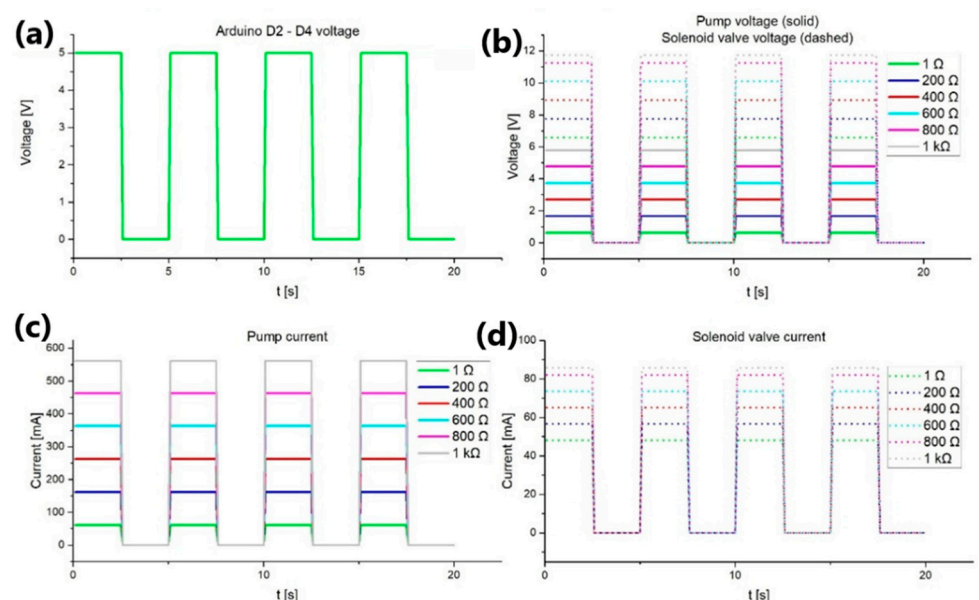 (a)
Arduino D2 - D4 voltage
Voltage [V]
5
4
3
2
1
0
0
5
10
15
20
t [s]
(b)
Pump voltage (solid)
Solenoid valve voltage (dashed)
Voltage [V]
12
10
8
6
4
2
0
0
10
20
t [s]
1 Ω
200 Ω
400 Ω
600 Ω
800 Ω
1 kΩ
(c)
Pump current
Current [mA]
600
500
400
300
200
100
0
0
10
20
t [s]
1 Ω
200 Ω
400 Ω
600 Ω
800 Ω
1 kΩ
(d)
Solenoid valve current
Current [mA]
100
80
60
40
20
0
0
10
20
t [s]
1 Ω
200 Ω
400 Ω
600 Ω
800 Ω
1 kΩ